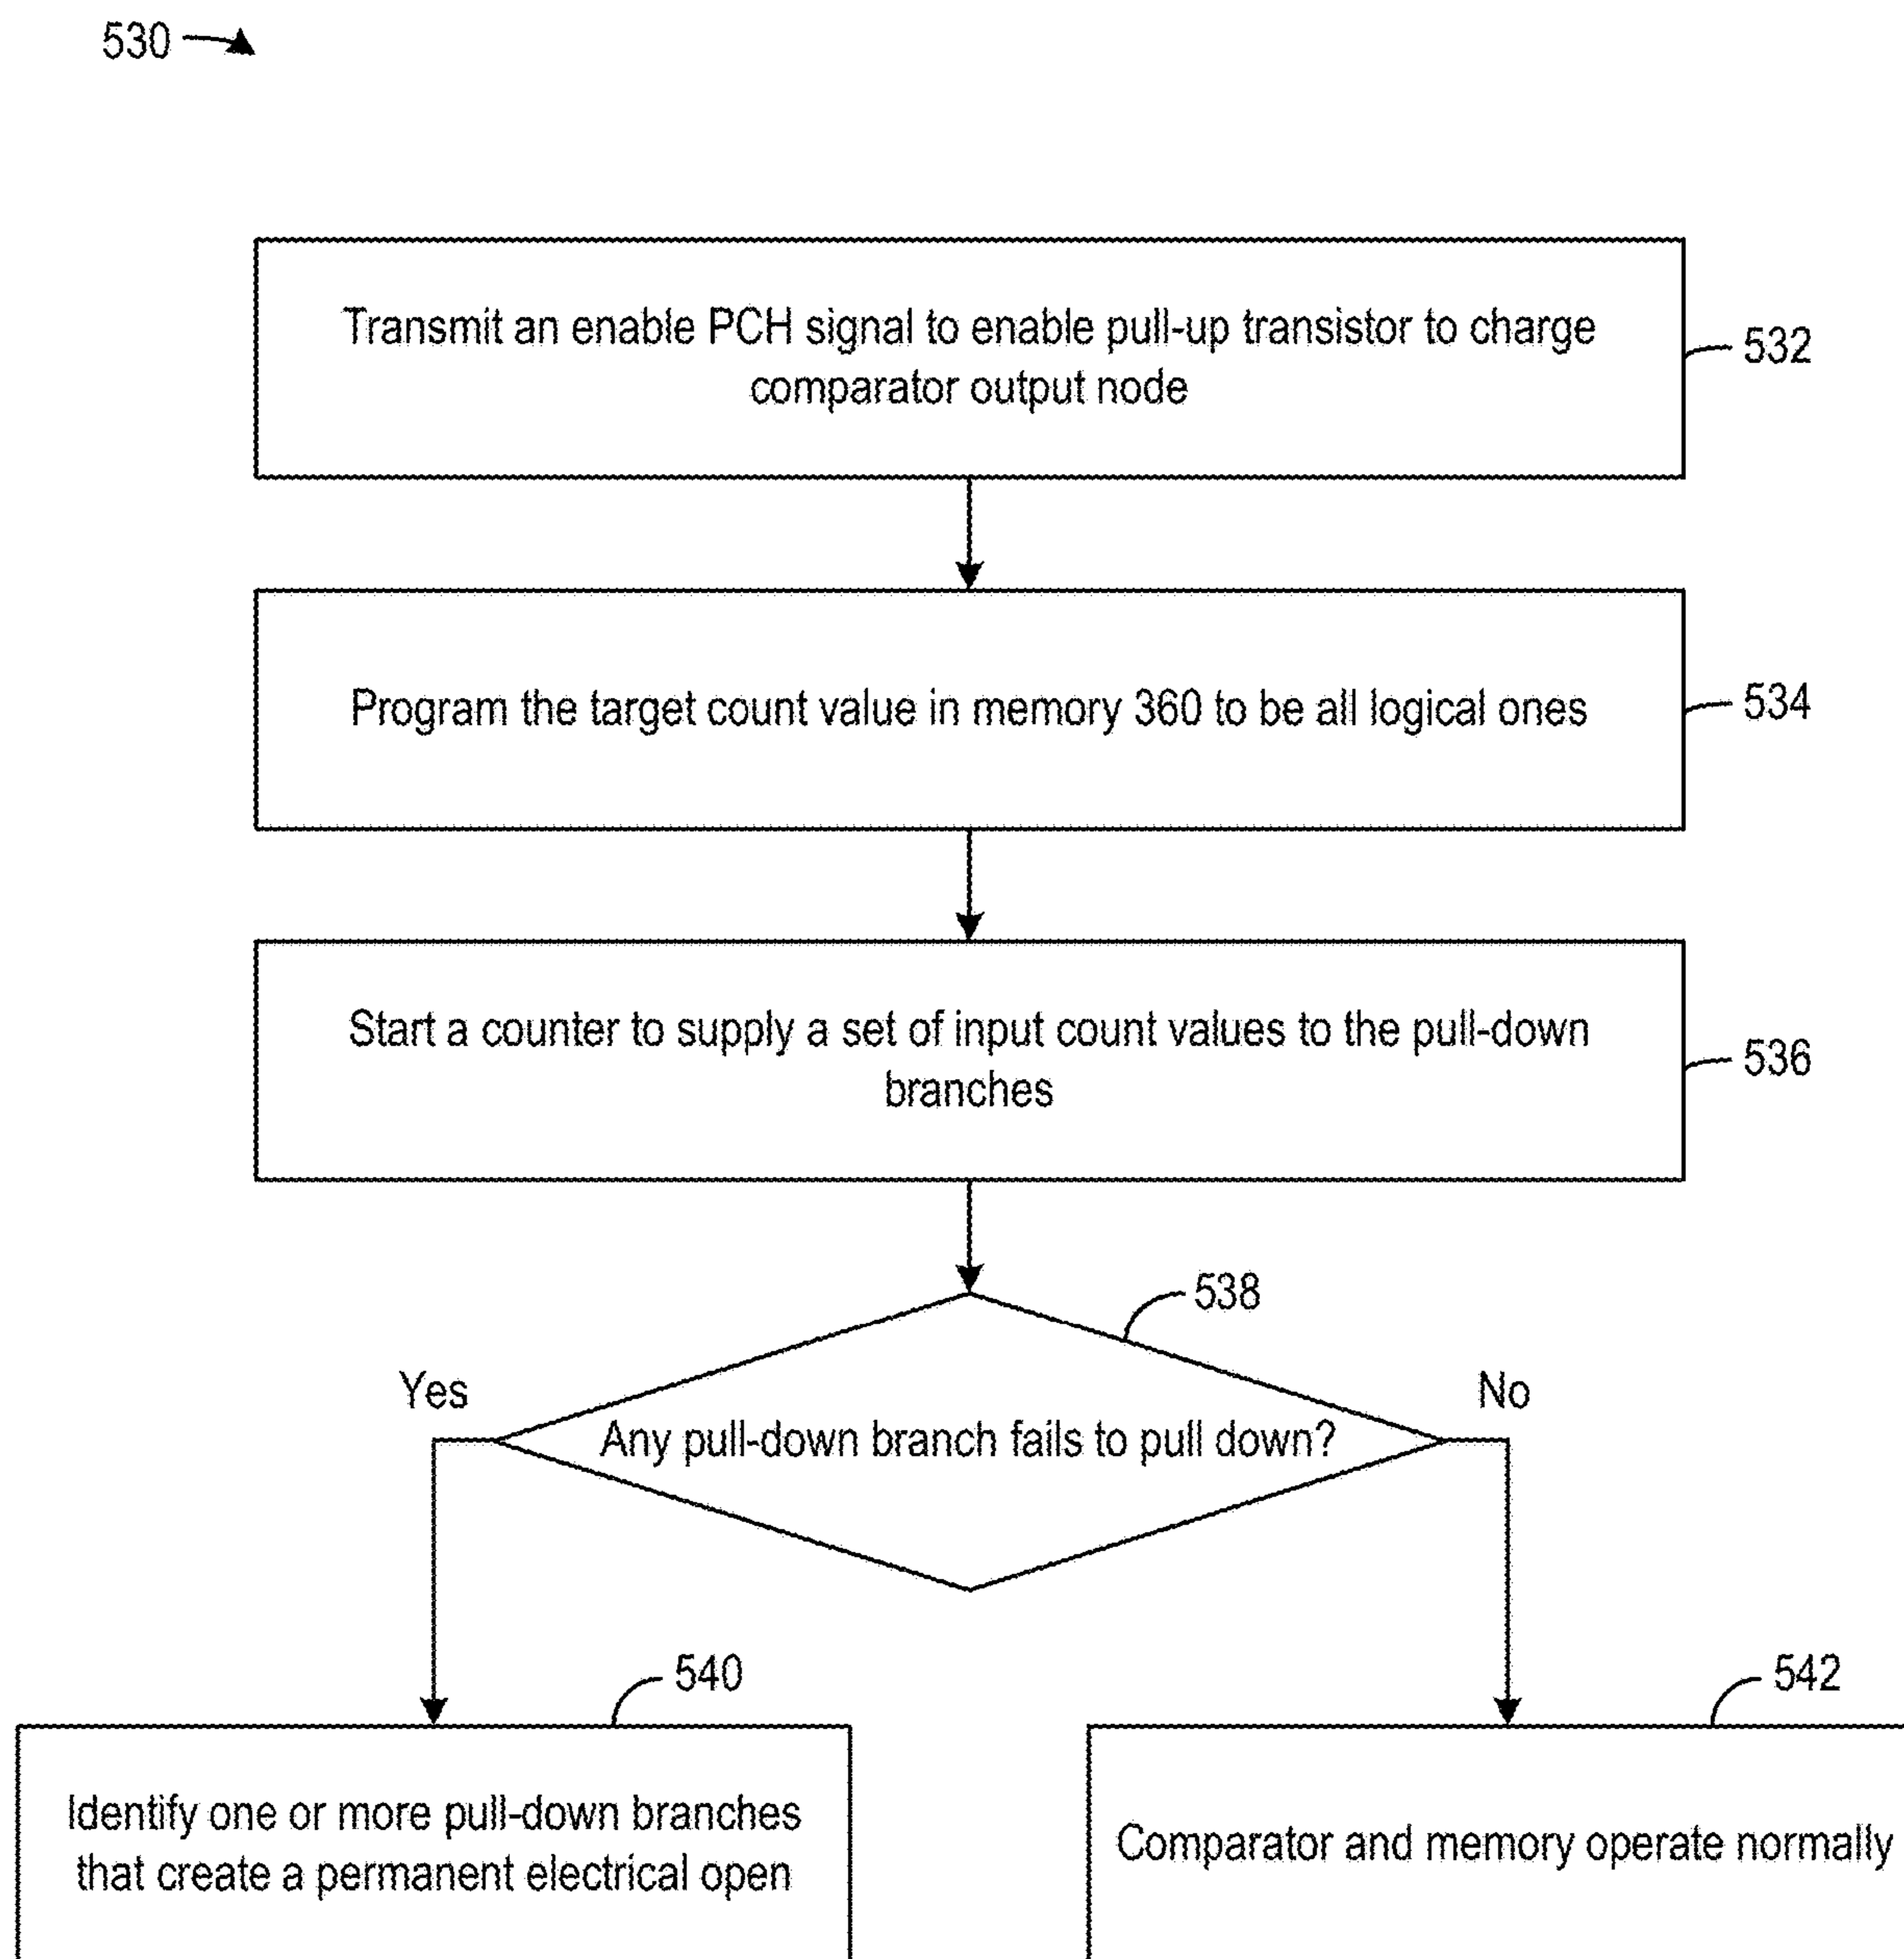 530
Transmit an enable PCH signal to enable pull-up transistor to charge
comparator output node
532
Program the target count value in memory 360 to be all logical ones
534
Start a counter to supply a set of input count values to the pull-down
branches
536
538
Yes
No
Any pull-down branch fails to pull down?
540
542
Identify one or more pull-down branches
that create a permanent electrical open
Comparator and memory operate normally